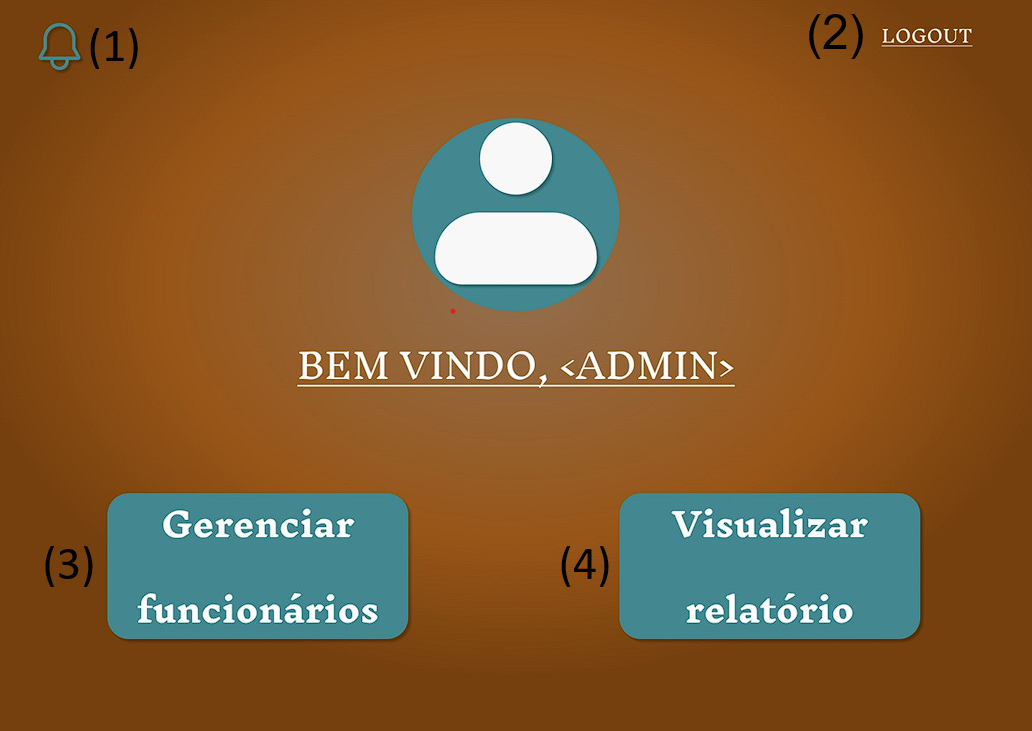 (1)
(2) LOGOUT
BEM VINDO, <ADMIN>
(3) Gerenciar
funcionários
(4) Visualizar
relatório